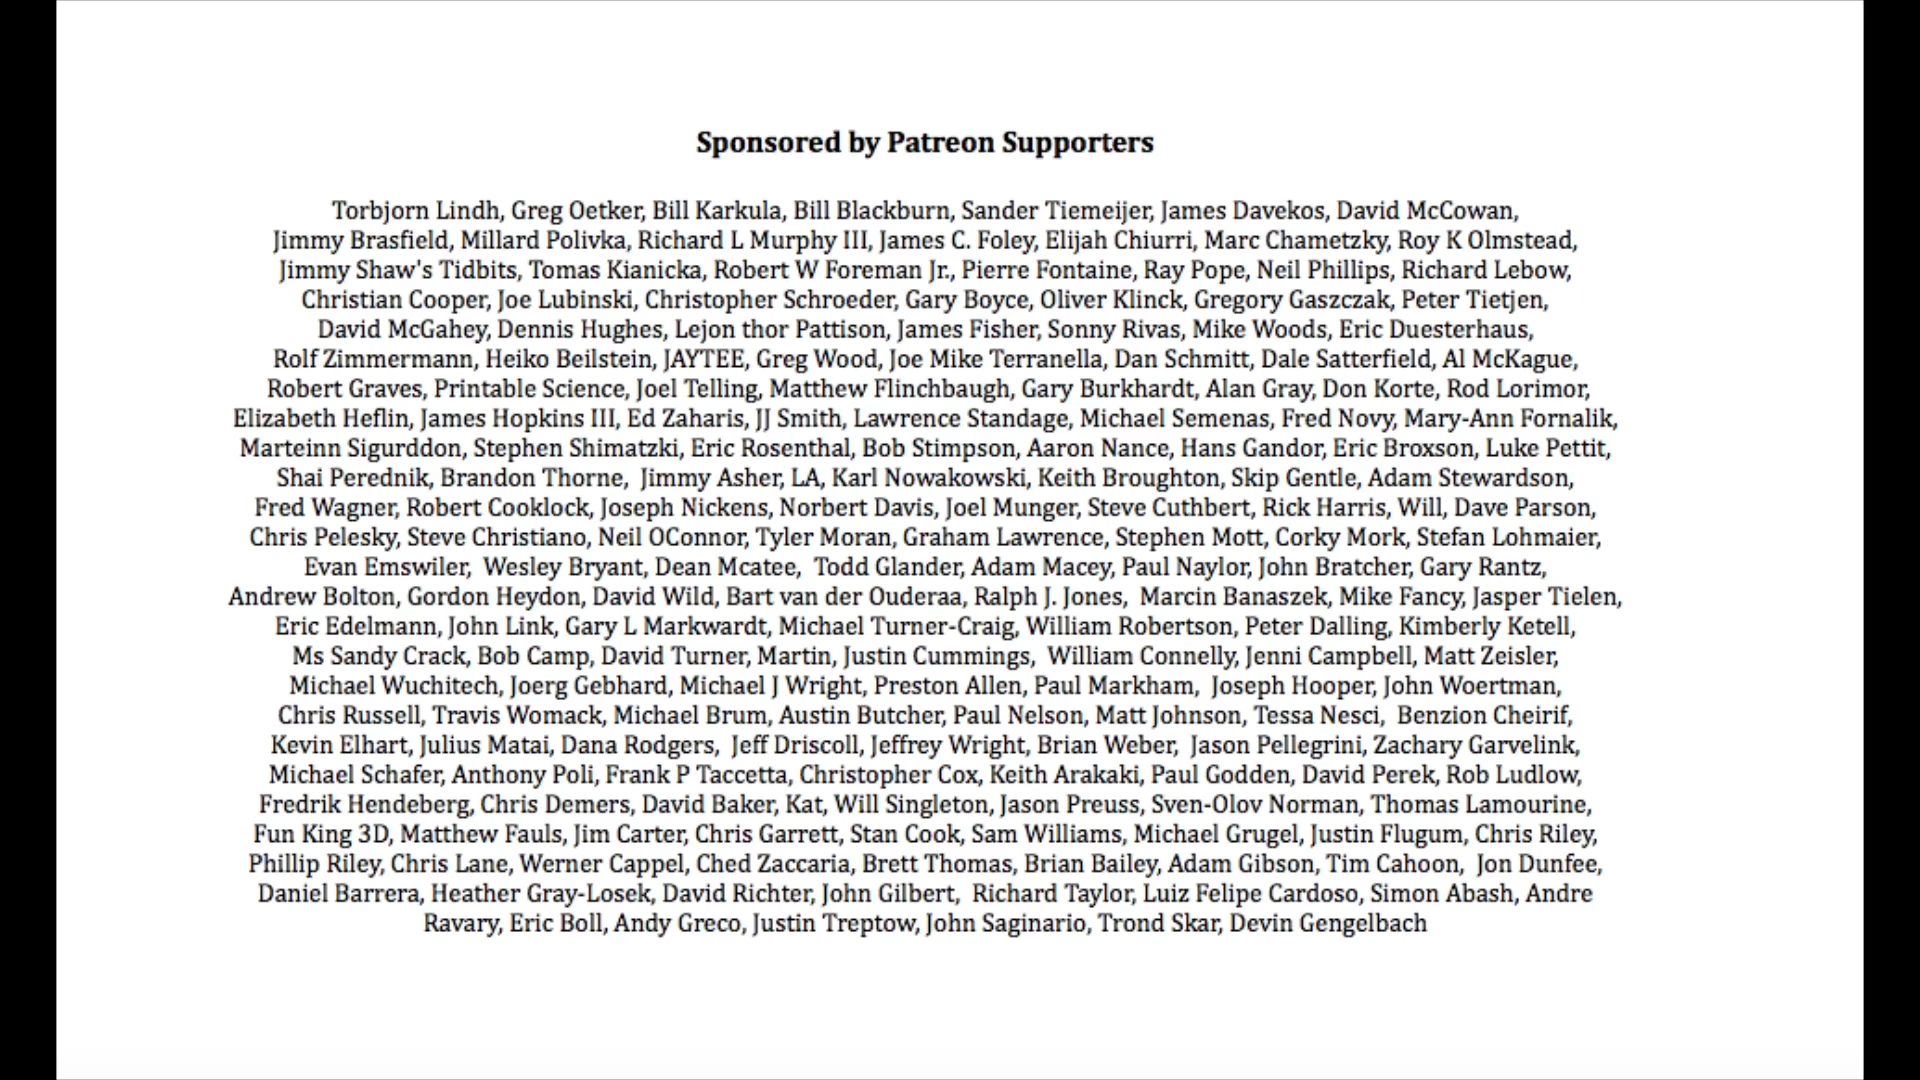 Sponsored by Patreon Supporters
Torbjorn Lindh, Greg Oetker, Bill Karkula, Bill Blackburn, Sander Tiemeijer, James Davekos, David McCowan,
Jimmy Brasfield, Millard Polivka, Richard L Murphy III, James C. Foley, Elijah Chiurri, Marc Chametzky, Roy K Olmstead,
Jimmy Shaw's Tidbits, Tomas Kianicka, Robert W Foreman Jr., Pierre Fontaine, Ray Pope, Neil Phillips, Richard Lebow,
Christian Cooper, Joe Lubinski, Christopher Schroeder, Gary Boyce, Oliver Klinck, Gregory Gaszczak, Peter Tietjen,
David McGahey, Dennis Hughes, Lejon thor Pattison, James Fisher, Sonny Rivas, Mike Woods, Eric Duesterhaus,
Rolf Zimmermann, Heiko Beilstein, JAYTEE, Greg Wood, Joe Mike Terranella, Dan Schmitt, Dale Satterfield, Al McKague,
Robert Graves, Printable Science, Joel Telling, Matthew Flinchbaugh, Gary Burkhardt, Alan Gray, Don Korte, Rod Lorimor,
Elizabeth Heflin, James Hopkins III, Ed Zaharis, JJ Smith, Lawrence Standage, Michael Semenas, Fred Novy, Mary-Ann Fornalik,
Marteinn Sigurddon, Stephen Shimatzki, Eric Rosenthal, Bob Stimpson, Aaron Nance, Hans Gandor, Eric Broxson, Luke Pettit,
Shai Perednik, Brandon Thorne,  Jimmy Asher, LA, Karl Nowakowski, Keith Broughton, Skip Gentle, Adam Stewardson,
Fred Wagner, Robert Cooklock, Joseph Nickens, Norbert Davis, Joel Munger, Steve Cuthbert, Rick Harris, Will, Dave Parson,
Chris Pelesky, Steve Christiano, Neil OConnor, Tyler Moran, Graham Lawrence, Stephen Mott, Corky Mork, Stefan Lohmaier,
Evan Emswiler,  Wesley Bryant, Dean Mcatee,  Todd Glander, Adam Macey, Paul Naylor, John Bratcher, Gary Rantz,
Andrew Bolton, Gordon Heydon, David Wild, Bart van der Ouderaa, Ralph J. Jones,  Marcin Banaszek, Mike Fancy, Jasper Tielen,
Eric Edelmann, John Link, Gary L Markwardt, Michael Turner-Craig, William Robertson, Peter Dalling, Kimberly Ketell,
Ms Sandy Crack, Bob Camp, David Turner, Martin, Justin Cummings,  William Connelly, Jenni Campbell, Matt Zeisler,
Michael Wuchitech, Joerg Gebhard, Michael J Wright, Preston Allen, Paul Markham,  Joseph Hooper, John Woertman,
Chris Russell, Travis Womack, Michael Brum, Austin Butcher, Paul Nelson, Matt Johnson, Tessa Nesci,  Benzion Cheirif,
Kevin Elhart, Julius Matai, Dana Rodgers,  Jeff Driscoll, Jeffrey Wright, Brian Weber,  Jason Pellegrini, Zachary Garvelink,
Michael Schafer, Anthony Poli, Frank P Taccetta, Christopher Cox, Keith Arakaki, Paul Godden, David Perek, Rob Ludlow,
Fredrik Hendeberg, Chris Demers, David Baker, Kat, Will Singleton, Jason Preuss, Sven-Olov Norman, Thomas Lamourine,
Fun King 3D, Matthew Fauls, Jim Carter, Chris Garrett, Stan Cook, Sam Williams, Michael Grugel, Justin Flugum, Chris Riley,
Phillip Riley, Chris Lane, Werner Cappel, Ched Zaccaria, Brett Thomas, Brian Bailey, Adam Gibson, Tim Cahoon,  Jon Dunfee,
Daniel Barrera, Heather Gray-Losek, David Richter, John Gilbert,  Richard Taylor, Luiz Felipe Cardoso, Simon Abash, Andre
Ravary, Eric Boll, Andy Greco, Justin Treptow, John Saginario, Trond Skar, Devin Gengelbach